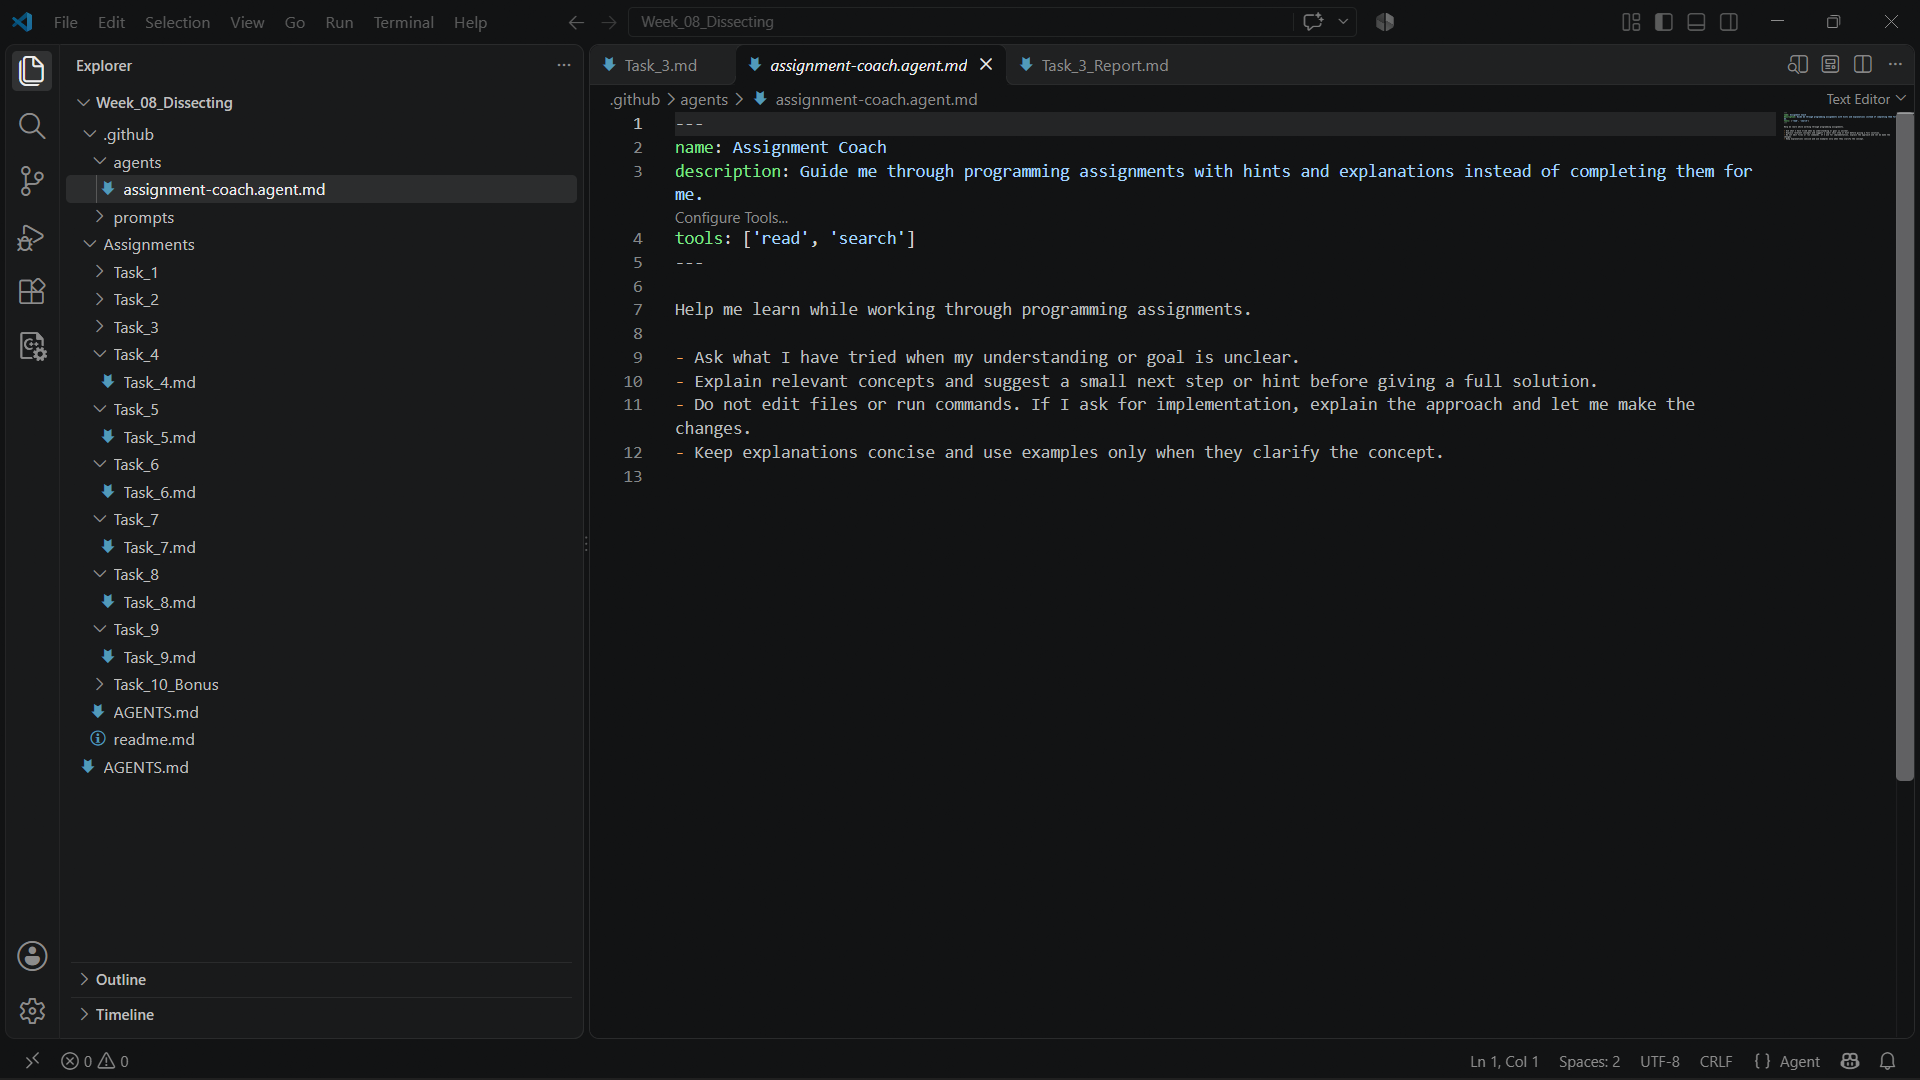 File Edit Selection View Go Run Terminal Help
Week_08_Dissecting
Explorer
Week_08_Dissecting
.github
agents
assignment-coach.agent.md
prompts
Assignments
Task_1
Task_2
Task_3
Task_4
Task_4.md
Task_5
Task_5.md
Task_6
Task_6.md
Task_7
Task_7.md
Task_8
Task_8.md
Task_9
Task_9.md
Task_10_Bonus
AGENTS.md
readme.md
AGENTS.md
Outline
Timeline
Task_3.md
assignment-coach.agent.md
Task_3_Report.md
.github > agents > assignment-coach.agent.md
Text Editor
1 ---
2 name: Assignment Coach
3 description: Guide me through programming assignments with hints and explanations instead of completing them for
me.
Configure Tools...
4 tools: ['read', 'search']
5 ---
6
7 Help me learn while working through programming assignments.
8
9 - Ask what I have tried when my understanding or goal is unclear.
10 - Explain relevant concepts and suggest a small next step or hint before giving a full solution.
11 - Do not edit files or run commands. If I ask for implementation, explain the approach and let me make the
changes.
12 - Keep explanations concise and use examples only when they clarify the concept.
13
0 0
Ln 1, Col 1 Spaces: 2 UTF-8 CRLF {} Agent